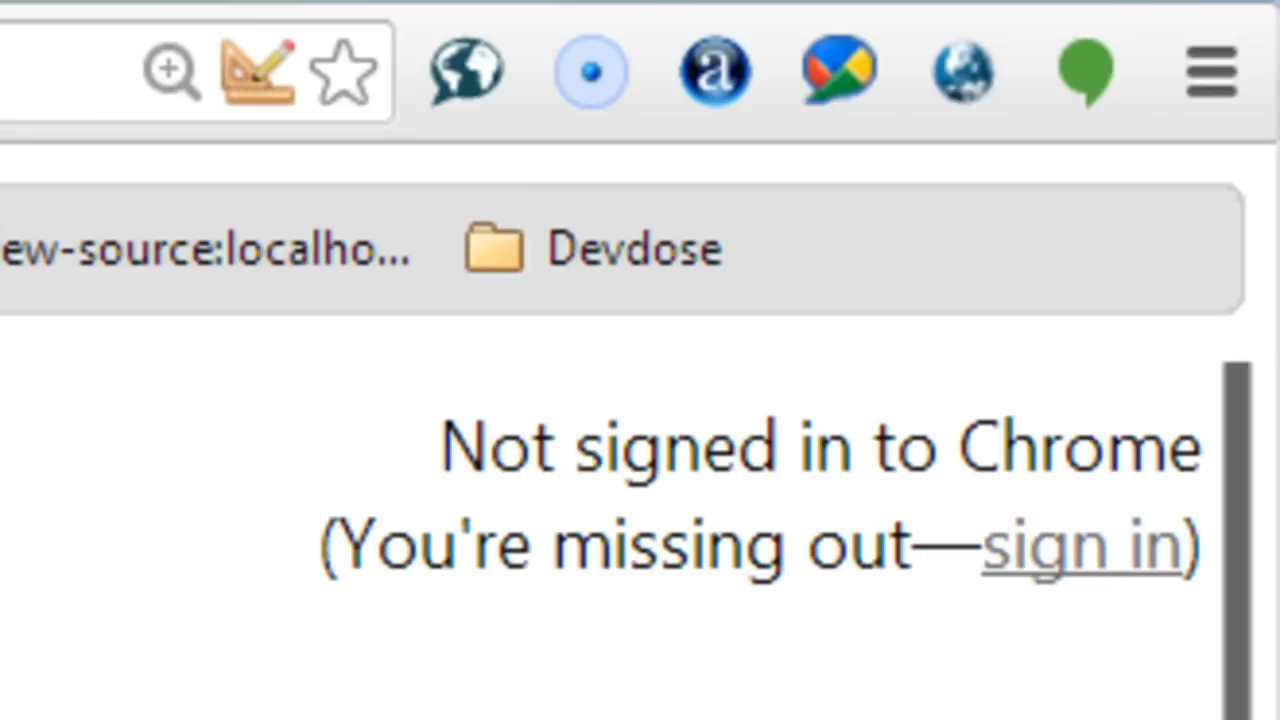 a
ew-source:localho...
Devdose
Not signed in to Chrome
(You're missing out—sign in)